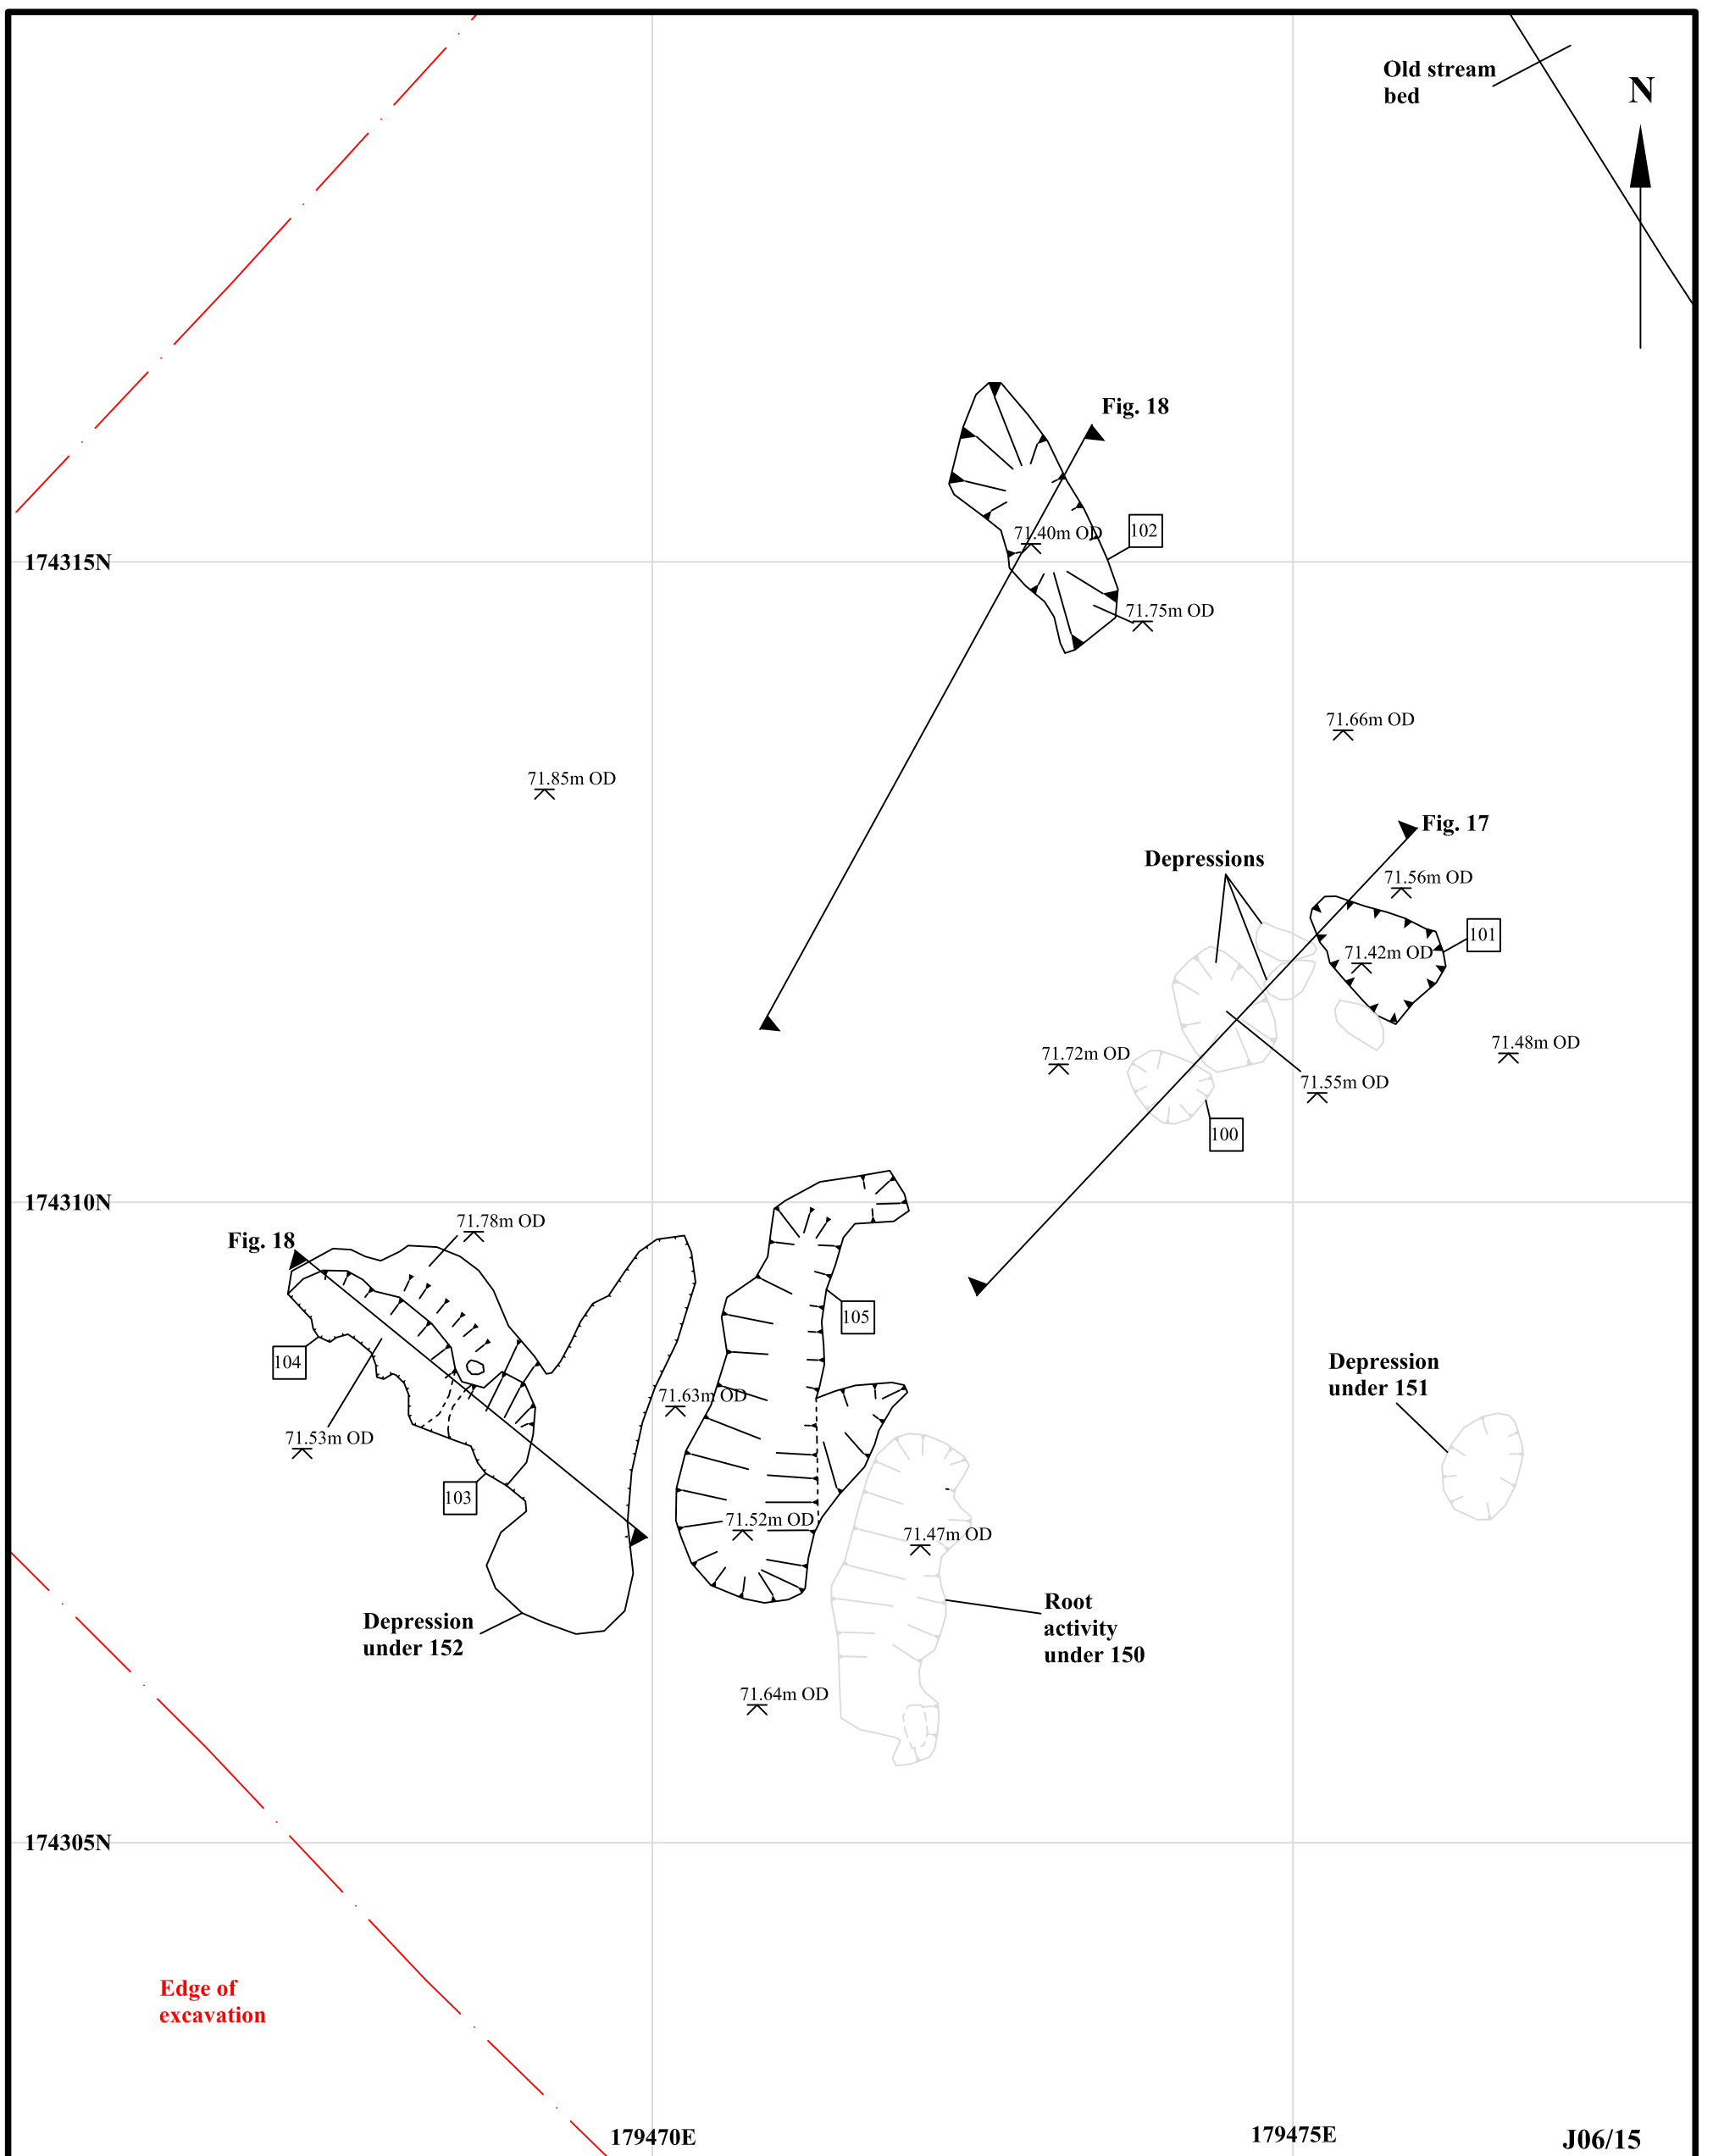 Old stream
bed
N
Fig. 18
71.40m OD
102
174315N
71.75m OD
71.66m OD
71.85m OD
Fig. 17
Depressions
71.56m OD
101
71.42m OD
71.72m OD
71.48m OD
71.55m OD
100
174310N
71.78m OD
Fig. 18
105
104
Depression
under 151
71.63m OD
71.53m OD
103
71.52m OD
71.47m OD
Root
activity
under 150
Depression
under 152
71.64m OD
174305N
Edge of
excavation
179470E
179475E
J06/15